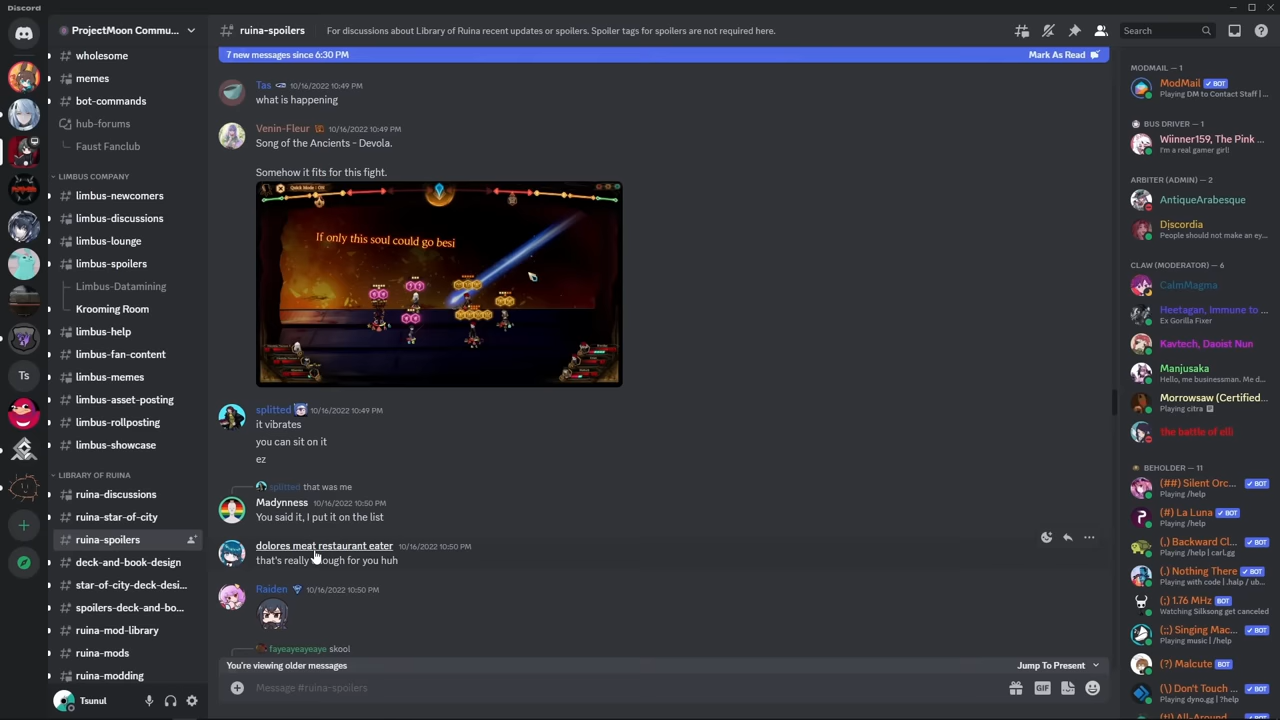 Discord
ProjectMoon Commu...
wholesome
memes
bot-commands
hub-forums
Faust Fanclub
LIMBUS COMPANY
limbus-newcomers
limbus-discussions
limbus-lounge
limbus-spoilers
Limbus-Datamining
Krooming Room
limbus-help
limbus-fan-content
limbus-memes
limbus-asset-posting
limbus-rollposting
limbus-showcase
LIBRARY OF RUINA
ruina-discussions
ruina-star-of-city
ruina-spoilers
deck-and-book-design
star-of-city-deck-desi...
spoilers-deck-and-bo...
ruina-mod-library
ruina-mods
ruina-modding
Ts
Tsunul
ruina-spoilers
For discussions about Library of Ruina recent updates or spoilers. Spoiler tags for spoilers are not required here.
Search
7 new messages since 6:30 PM
Mark As Read
Tas 10/16/2022 10:49 PM
what is happening
Venin-Fleur 10/16/2022 10:49 PM
Song of the Ancients - Devola.
Somehow it fits for this fight.
Quick Mode : Off
If only this soul could go besi
splitted 10/16/2022 10:49 PM
it vibrates
you can sit on it
ez
splitted that was me
Madynness 10/16/2022 10:50 PM
You said it, I put it on the list
dolores meat restaurant eater 10/16/2022 10:50 PM
that's really enough for you huh
Raiden 10/16/2022 10:50 PM
fayeayeayeaye skool
You're viewing older messages
Jump To Present
Message #ruina-spoilers
GIF
MODMAIL — 1
ModMail BOT
Playing DM to Contact Staff | ...
BUS DRIVER — 1
Wiinner159, The Pink ...
I'm a real gamer girl!
ARBITER (ADMIN) — 2
AntiqueArabesque
Discordia
People should not make an ey...
CLAW (MODERATOR) — 6
CalmMagma
Heetagan, Immune to ...
Ex Gorilla Fixer
Kavtech, Daoist Nun
Manjusaka
Hello, me businessman. Me d...
Morrowsaw (Certified...
Playing citra
the battle of elli
BEHOLDER — 11
(##) Silent Orc... BOT
Playing /help
(#) La Luna BOT
Playing /help
(,) Backward Cl... BOT
Playing /help | carl.gg
(.) Nothing There BOT
Playing with code | .halp / ub...
(;) 1.76 MHz BOT
Watching Silksong get canceled
(;;) Singing Mac... BOT
Playing music | /help
(?) Malcute BOT
(\) Don't Touch ... BOT
Playing dyno.gg | ?help
(!) All-Around ... BOT